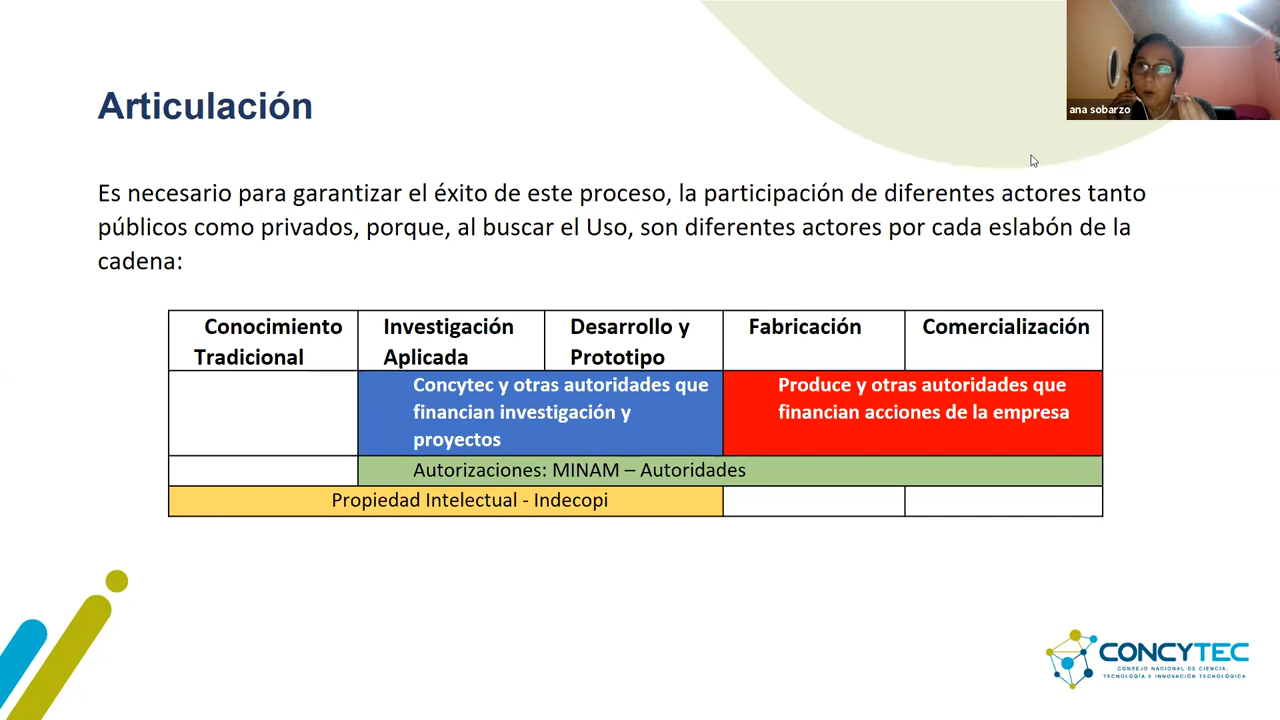 ana sobarzo
Articulación
Es necesario para garantizar el éxito de este proceso, la participación de diferentes actores tanto
públicos como privados, porque, al buscar el Uso, son diferentes actores por cada eslabón de la
cadena:
Conocimiento
Tradicional
Investigación
Aplicada
Desarrollo y
Prototipo
Fabricación
Comercialización
Concytec y otras autoridades que
financian investigación y
proyectos
Produce y otras autoridades que
financian acciones de la empresa
Autorizaciones: MINAM – Autoridades
Propiedad Intelectual - Indecopi
CONCYTEC
CONSEJO NACIONAL DE CIENCIA,
TECNOLOGÍA E INNOVACIÓN TECNOLÓGICA